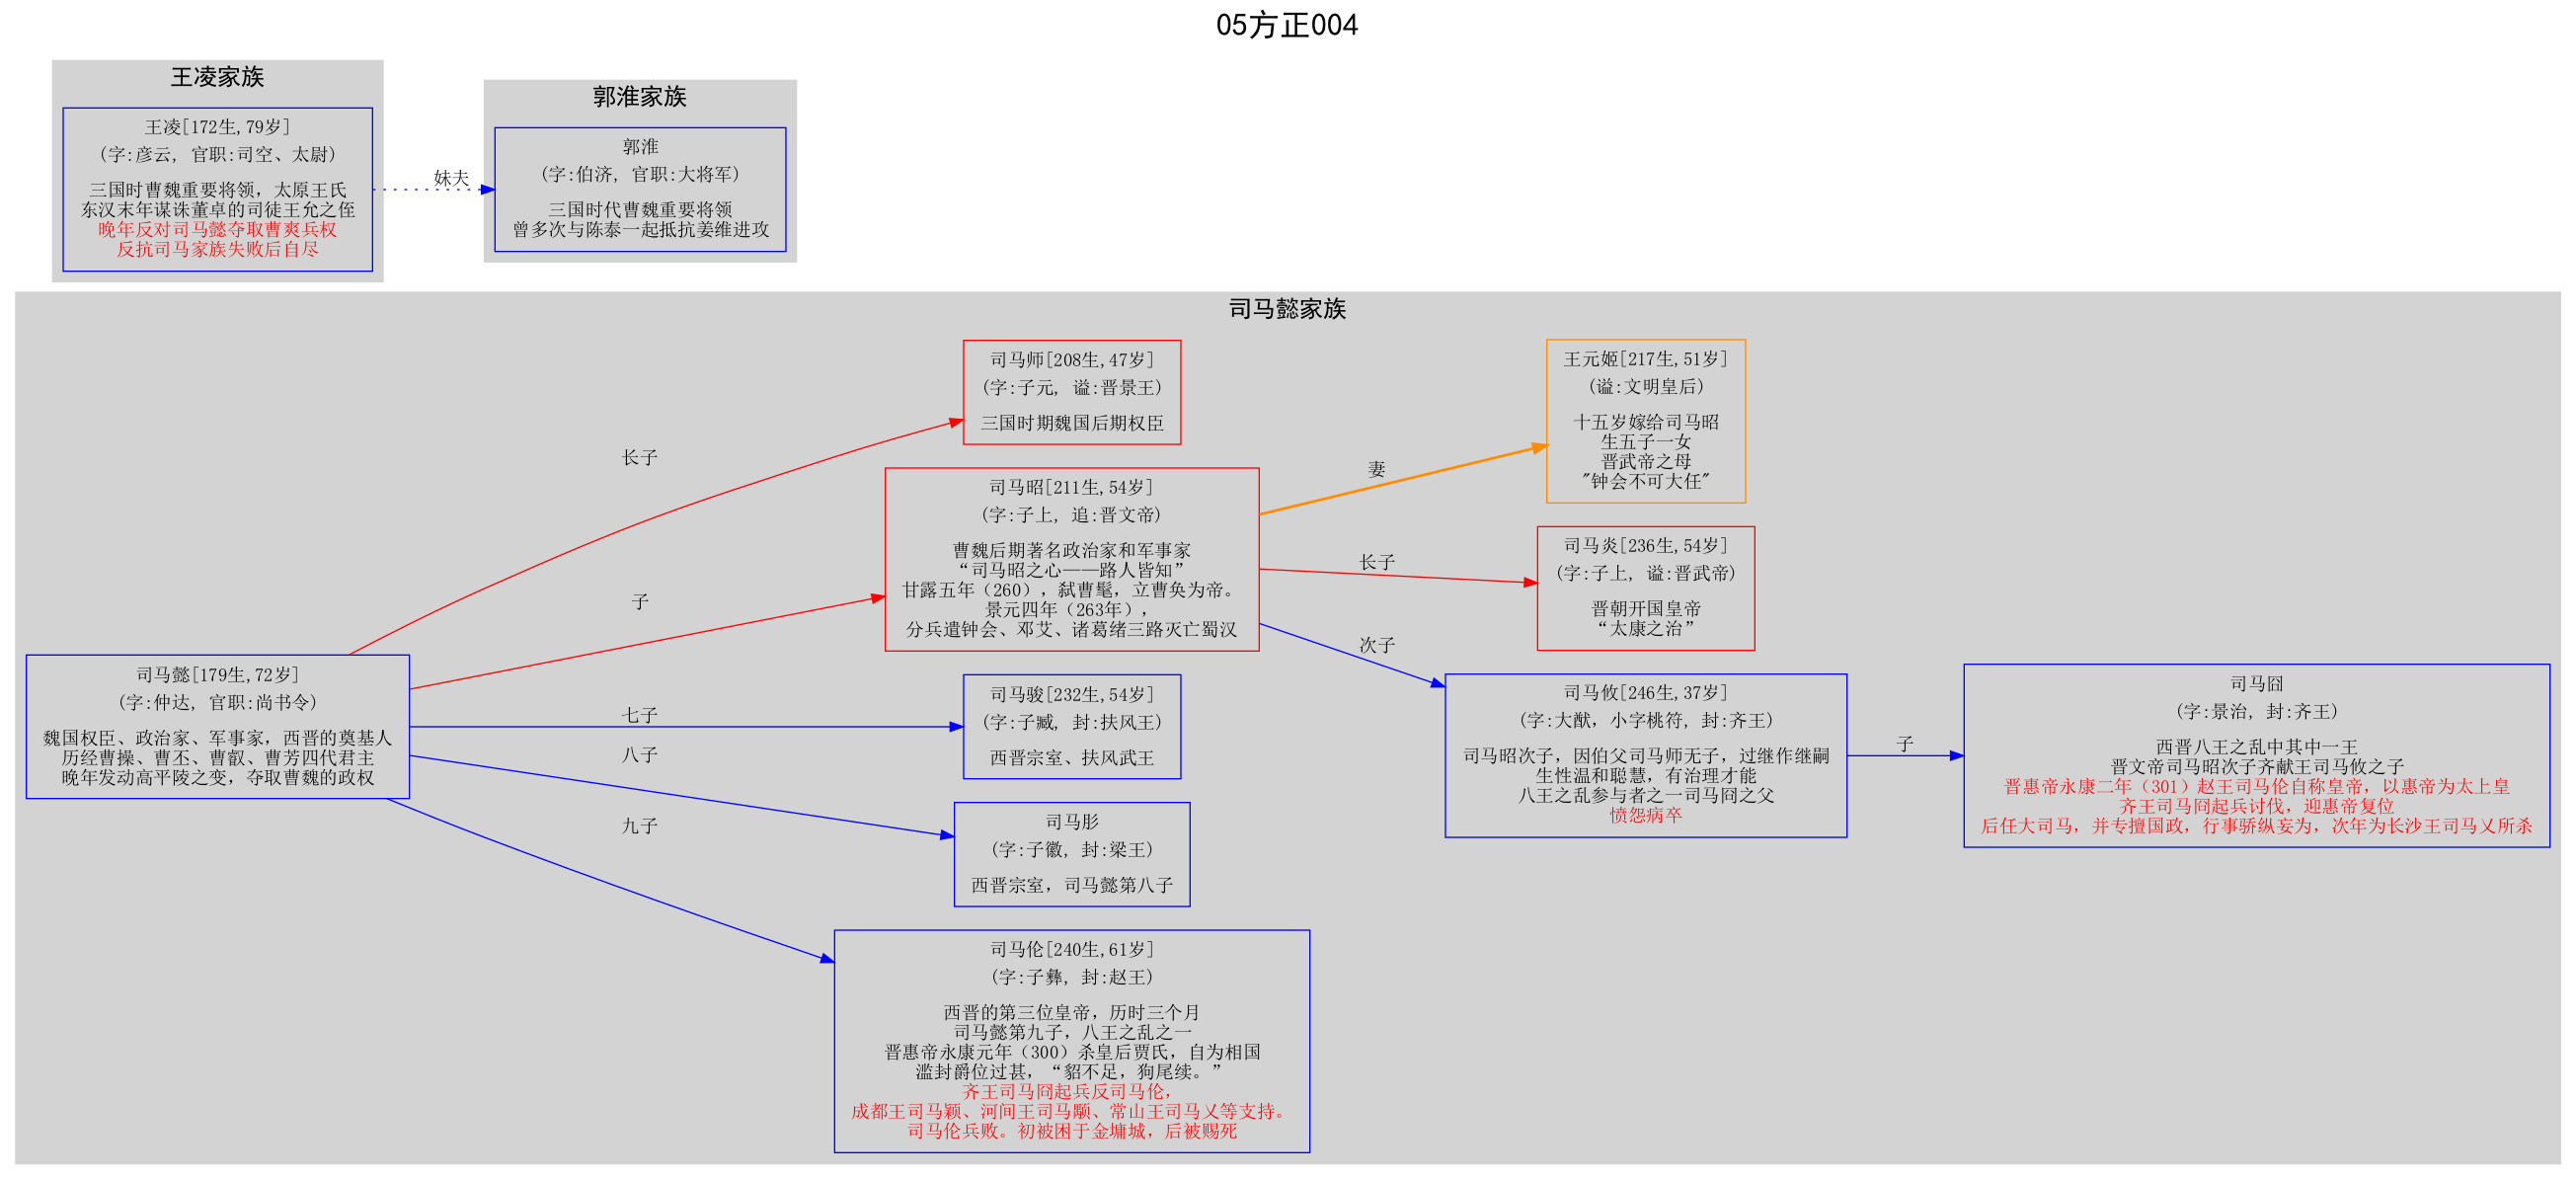 05方正004
王凌家族
王凌[172生,79岁]
(字:彦云, 官职:司空、太尉)
三国时曹魏重要将领，太原王氏
东汉末年谋诛董卓的司徒王允之侄
晚年反对司马懿夺取曹爽兵权
反抗司马家族失败后自尽
妹夫
郭淮家族
郭淮
(字:伯济, 官职:大将军)
三国时代曹魏重要将领
曾多次与陈泰一起抵抗姜维进攻
司马懿家族
司马懿[179生,72岁]
(字:仲达, 官职:尚书令)
魏国权臣、政治家、军事家，西晋的奠基人
历经曹操、曹丕、曹叡、曹芳四代君主
晚年发动高平陵之变，夺取曹魏的政权
长子
子
七子
八子
九子
司马师[208生,47岁]
(字:子元, 谥:晋景王)
三国时期魏国后期权臣
司马昭[211生,54岁]
(字:子上, 追:晋文帝)
曹魏后期著名政治家和军事家
“司马昭之心——路人皆知”
甘露五年（260），弑曹髦，立曹奂为帝。
景元四年（263年），
分兵遣钟会、邓艾、诸葛绪三路灭亡蜀汉
司马骏[232生,54岁]
(字:子臧, 封:扶风王)
西晋宗室、扶风武王
司马肜
(字:子徽, 封:梁王)
西晋宗室，司马懿第八子
司马伦[240生,61岁]
(字:子彝, 封:赵王)
西晋的第三位皇帝，历时三个月
司马懿第九子，八王之乱之一
晋惠帝永康元年（300）杀皇后贾氏，自为相国
滥封爵位过甚，“貂不足，狗尾续。”
齐王司马冏起兵反司马伦，
成都王司马颖、河间王司马颙、常山王司马乂等支持。
司马伦兵败。初被困于金墉城，后被赐死
妻
长子
次子
王元姬[217生,51岁]
(谥:文明皇后)
十五岁嫁给司马昭
生五子一女
晋武帝之母
"钟会不可大任"
司马炎[236生,54岁]
(字:子上, 谥:晋武帝)
晋朝开国皇帝
“太康之治”
司马攸[246生,37岁]
(字:大猷，小字桃符, 封:齐王)
司马昭次子，因伯父司马师无子，过继作继嗣
生性温和聪慧，有治理才能
八王之乱参与者之一司马冏之父
愤怨病卒
子
司马囧
(字:景治, 封:齐王)
西晋八王之乱中其中一王
晋文帝司马昭次子齐献王司马攸之子
晋惠帝永康二年（301）赵王司马伦自称皇帝，以惠帝为太上皇
齐王司马冏起兵讨伐，迎惠帝复位
后任大司马，并专擅国政，行事骄纵妄为，次年为长沙王司马乂所杀